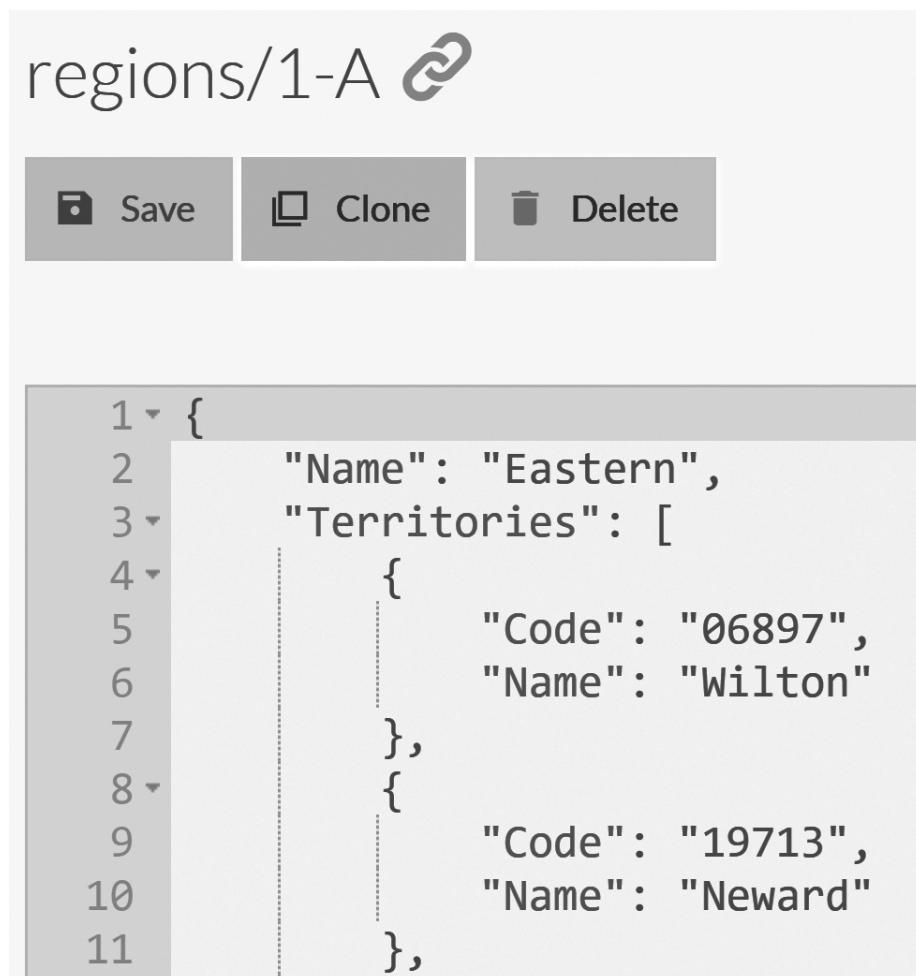 regions/1-A
Save Clone Delete
1 {
2 "Name": "Eastern",
3 "Territories": [
4 {
5 "Code": "06897",
6 "Name": "Wilton"
7 },
8 {
9 "Code": "19713",
10 "Name": "Neward"
11 },